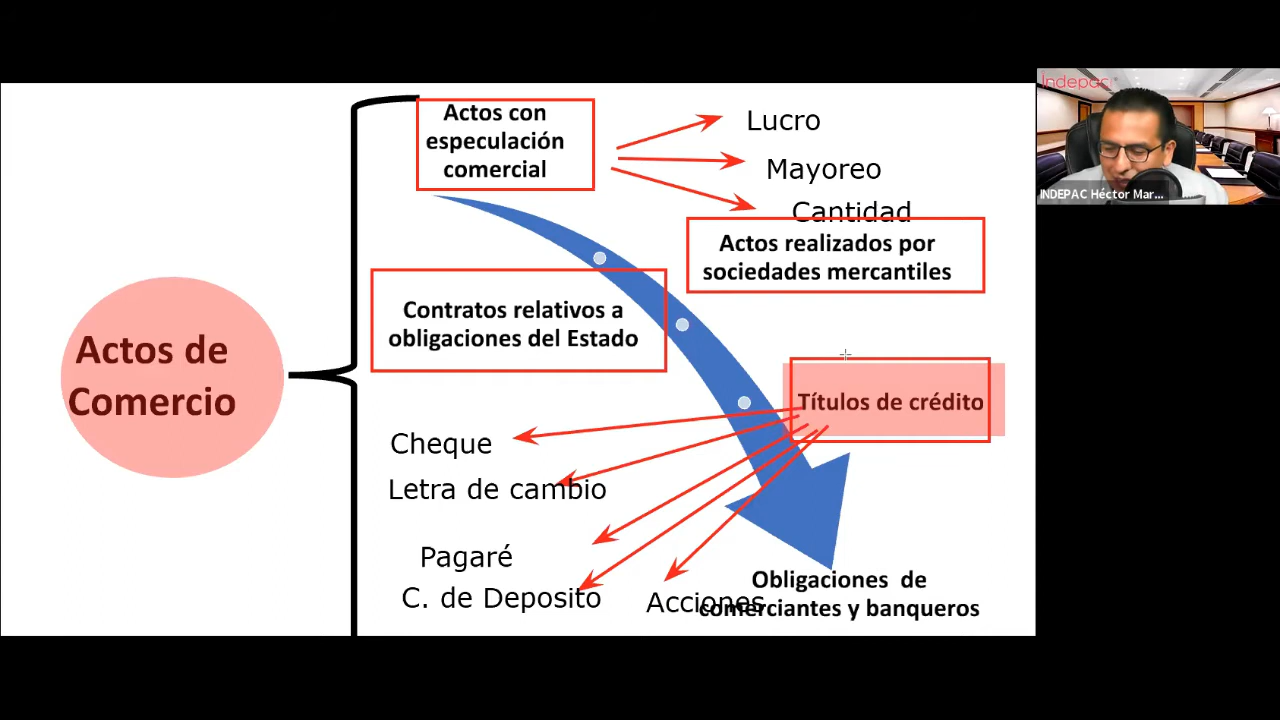 Actos con
especulación
comercial
Lucro
Mayoreo
Cantidad
Actos realizados por
sociedades mercantiles
Contratos relativos a
obligaciones del Estado
Actos de
Comercio
Títulos de crédito
Cheque
Letra de cambio
Pagaré
C. de Deposito
Acciones
Obligaciones de
comerciantes y banqueros
Indepac
INDEPAC Héctor Mar...